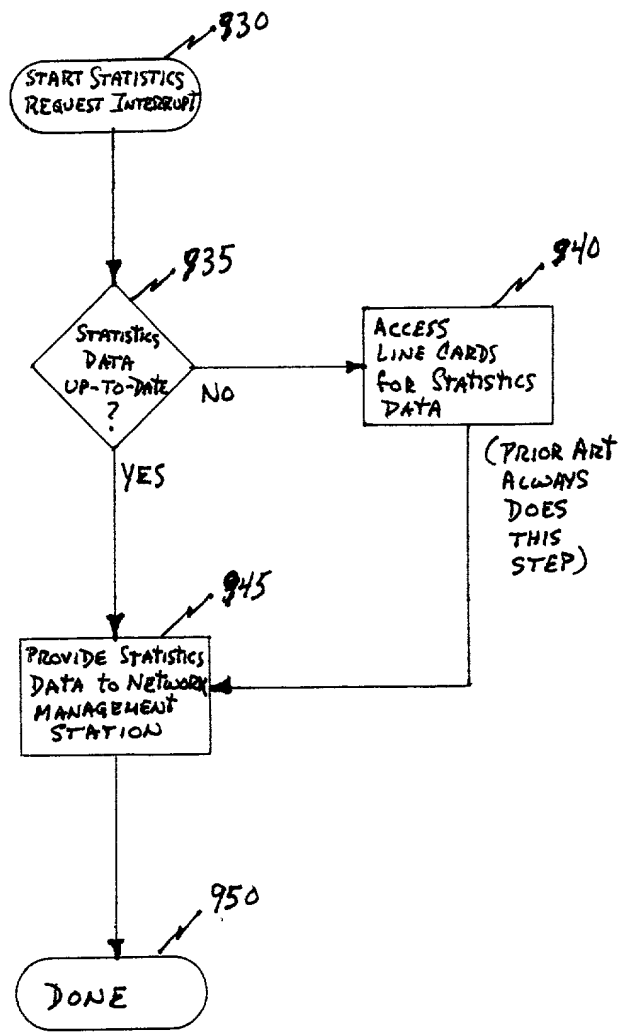 930
START STATISTICS
REQUEST INTERRUPT
935
STATISTICS
DATA
UP-TO-DATE
?
NO
YES
940
ACCESS
LINE CARDS
FOR STATISTICS
DATA
(PRIOR ART
ALWAYS
DOES
THIS
STEP)
945
PROVIDE STATISTICS
DATA to NETWORK
MANAGEMENT
STATION
950
DONE